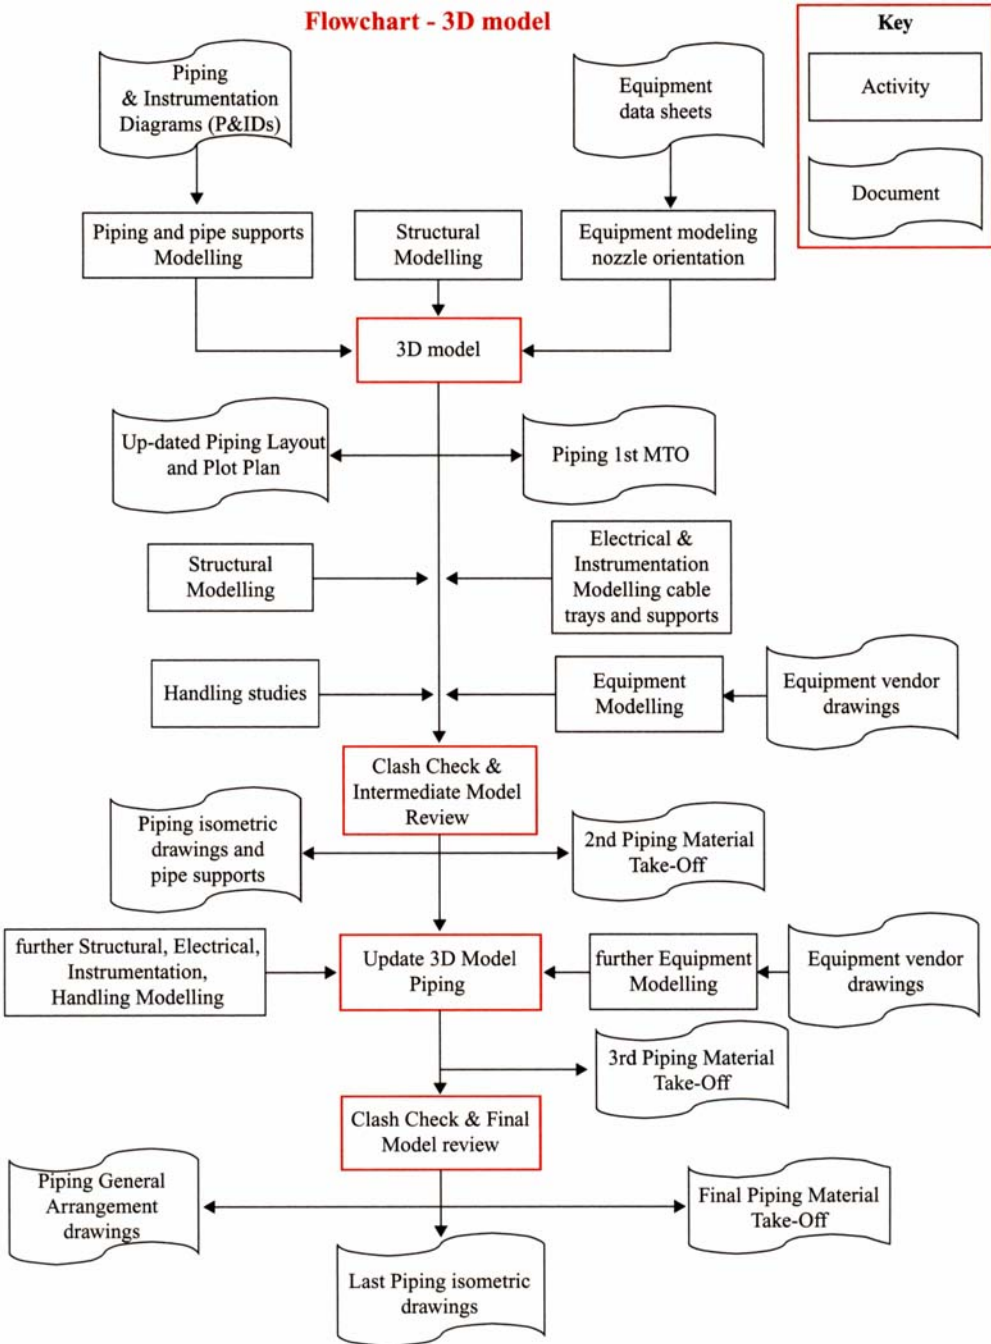 Flowchart - 3D model
Key
Activity
Document
Piping
& Instrumentation
Diagrams (P&IDs)
Equipment
data sheets
Piping and pipe supports
Modelling
Structural
Modelling
Equipment modeling
nozzle orientation
3D model
Up-dated Piping Layout
and Plot Plan
Piping 1st MTO
Structural
Modelling
Electrical &
Instrumentation
Modelling cable
trays and supports
Handling studies
Equipment
Modelling
Equipment vendor
drawings
Clash Check &
Intermediate Model
Review
Piping isometric
drawings and
pipe supports
2nd Piping Material
Take-Off
further Structural, Electrical,
Instrumentation,
Handling Modelling
Update 3D Model
Piping
further Equipment
Modelling
Equipment vendor
drawings
3rd Piping Material
Take-Off
Clash Check & Final
Model review
Piping General
Arrangement
drawings
Final Piping Material
Take-Off
Last Piping isometric
drawings